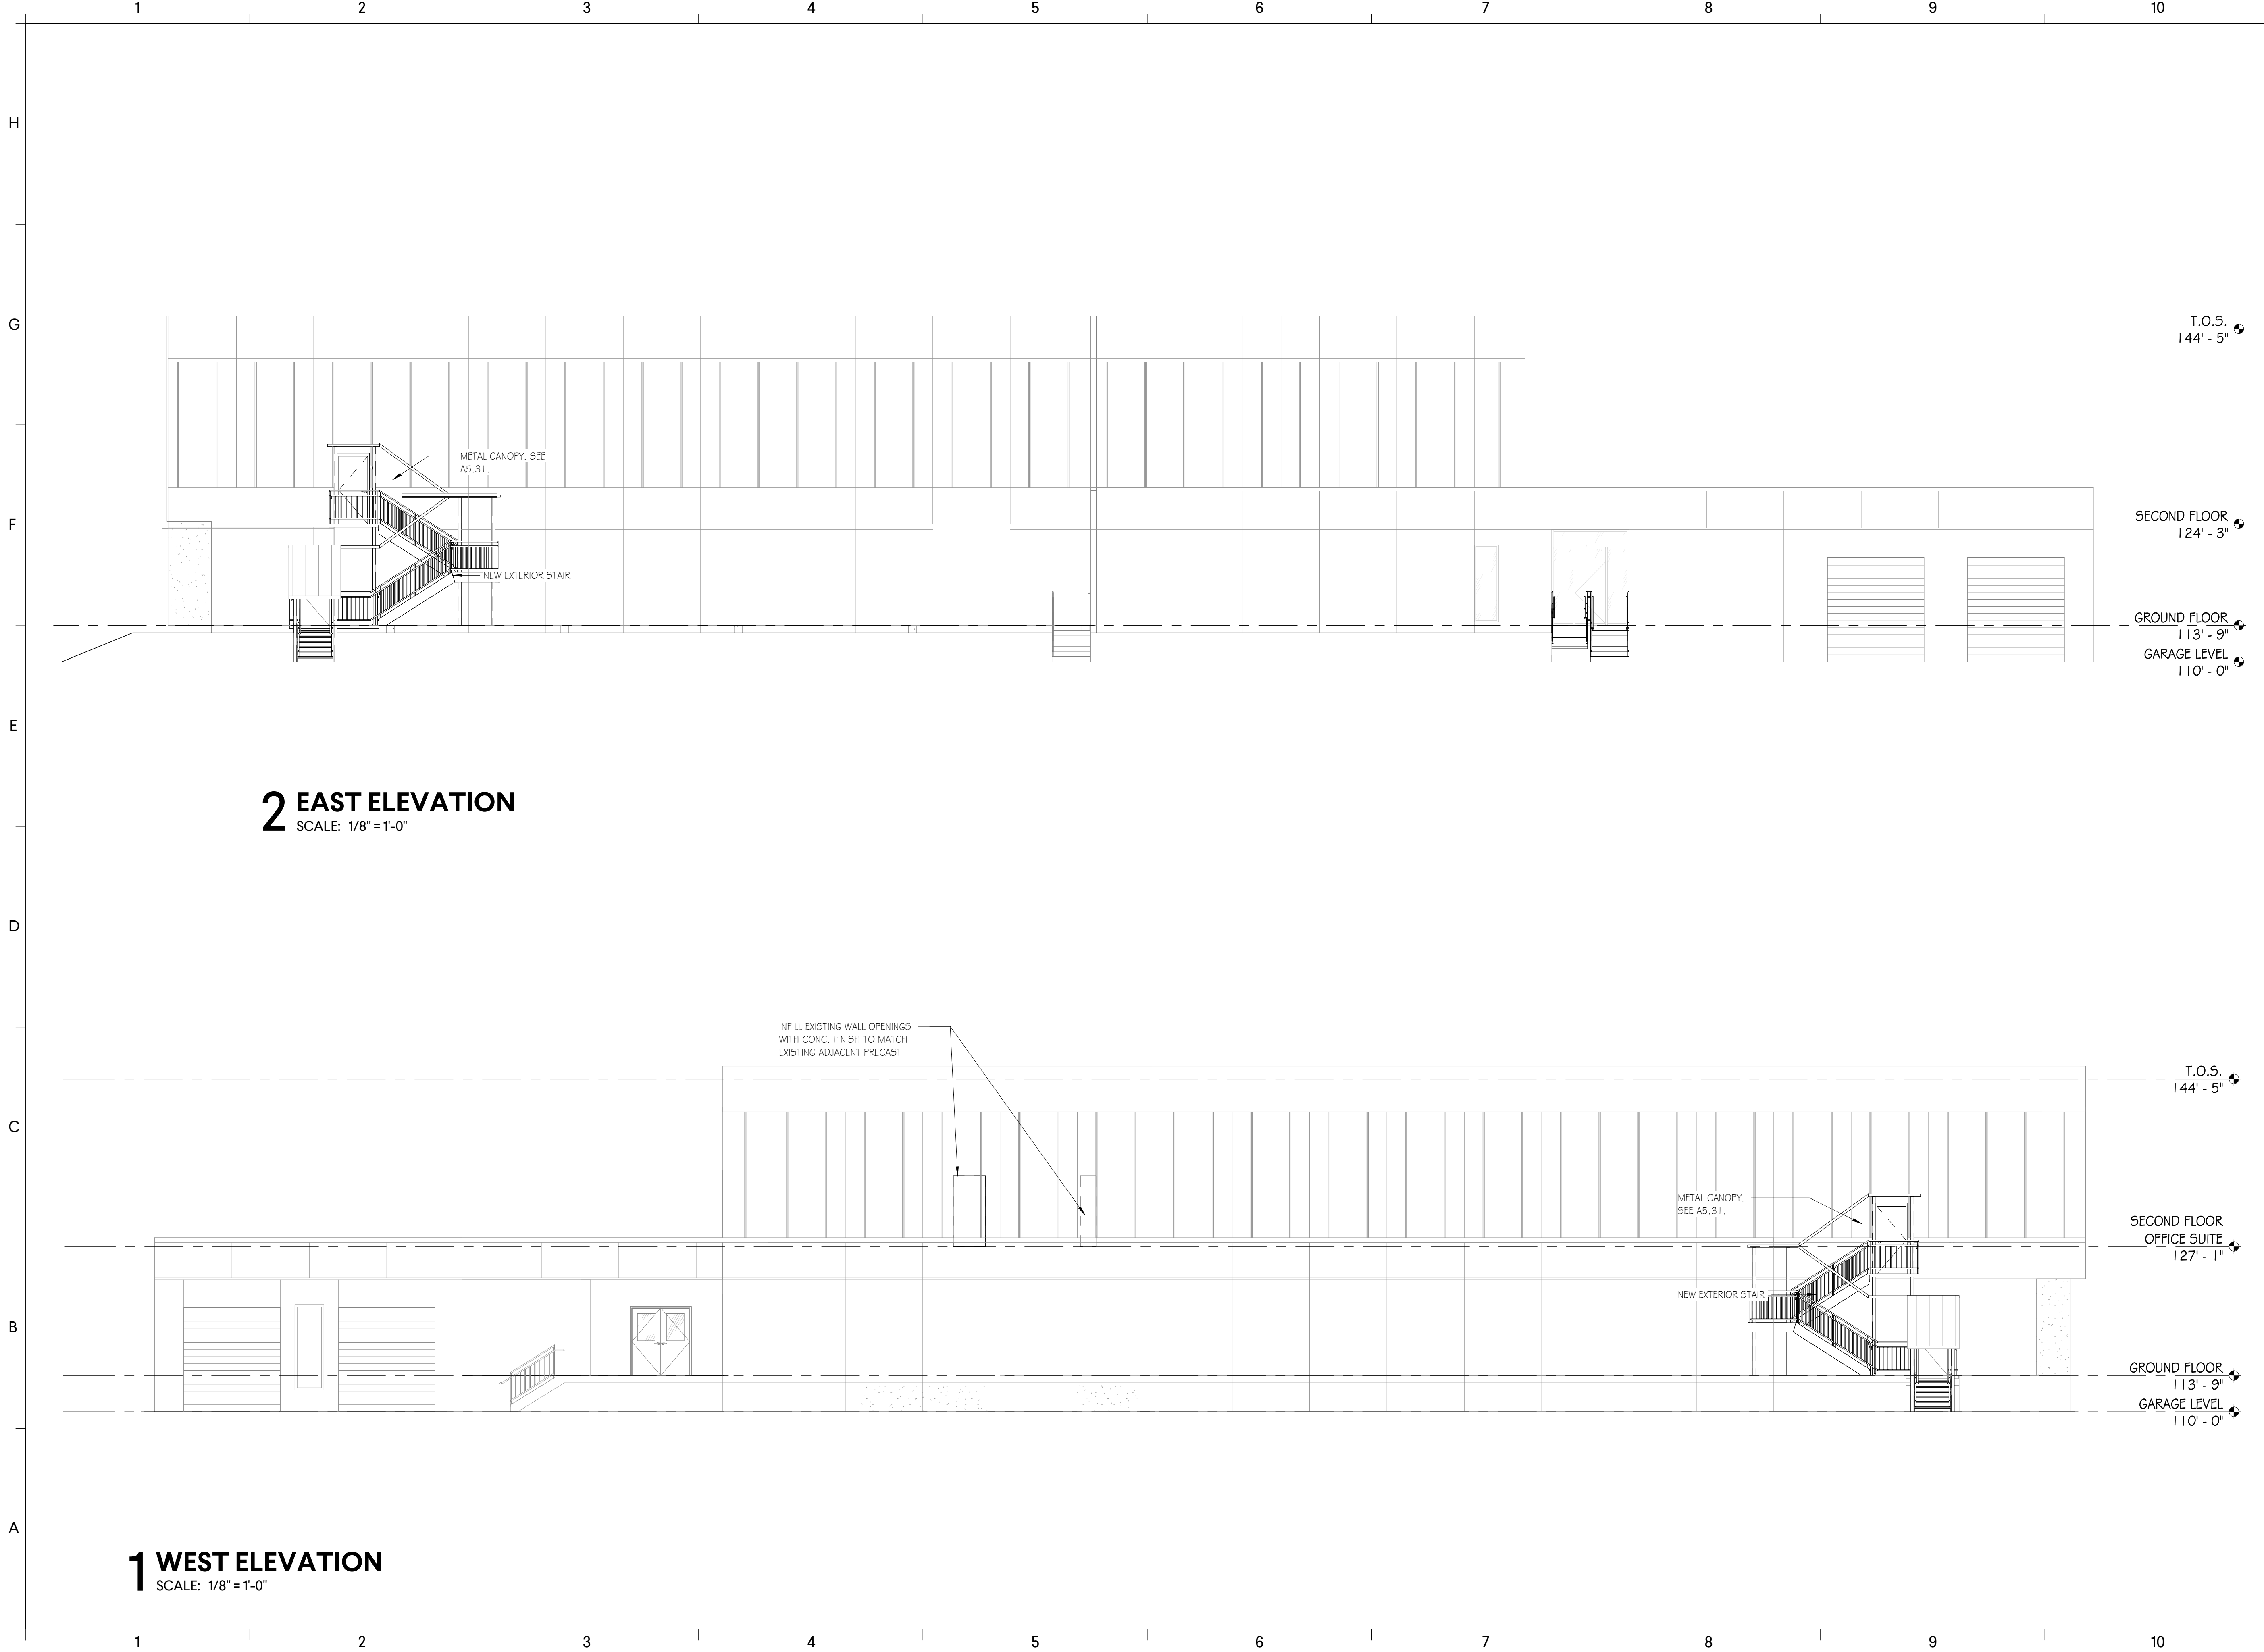 1 2 3 4 5 6 7 8 9 10
H
G
T.O.S.
144' - 5"
METAL CANOPY. SEE
A5.31.
F
SECOND FLOOR
124' - 3"
NEW EXTERIOR STAIR
GROUND FLOOR
113' - 9"
GARAGE LEVEL
110' - 0"
E
2 EAST ELEVATION
SCALE: 1/8" = 1'-0"
D
INFILL EXISTING WALL OPENINGS
WITH CONC. FINISH TO MATCH
EXISTING ADJACENT PRECAST
T.O.S.
144' - 5"
C
METAL CANOPY.
SEE A5.31.
SECOND FLOOR
OFFICE SUITE
127' - 1"
NEW EXTERIOR STAIR
B
GROUND FLOOR
113' - 9"
GARAGE LEVEL
110' - 0"
A
1 WEST ELEVATION
SCALE: 1/8" = 1'-0"
1 2 3 4 5 6 7 8 9 10